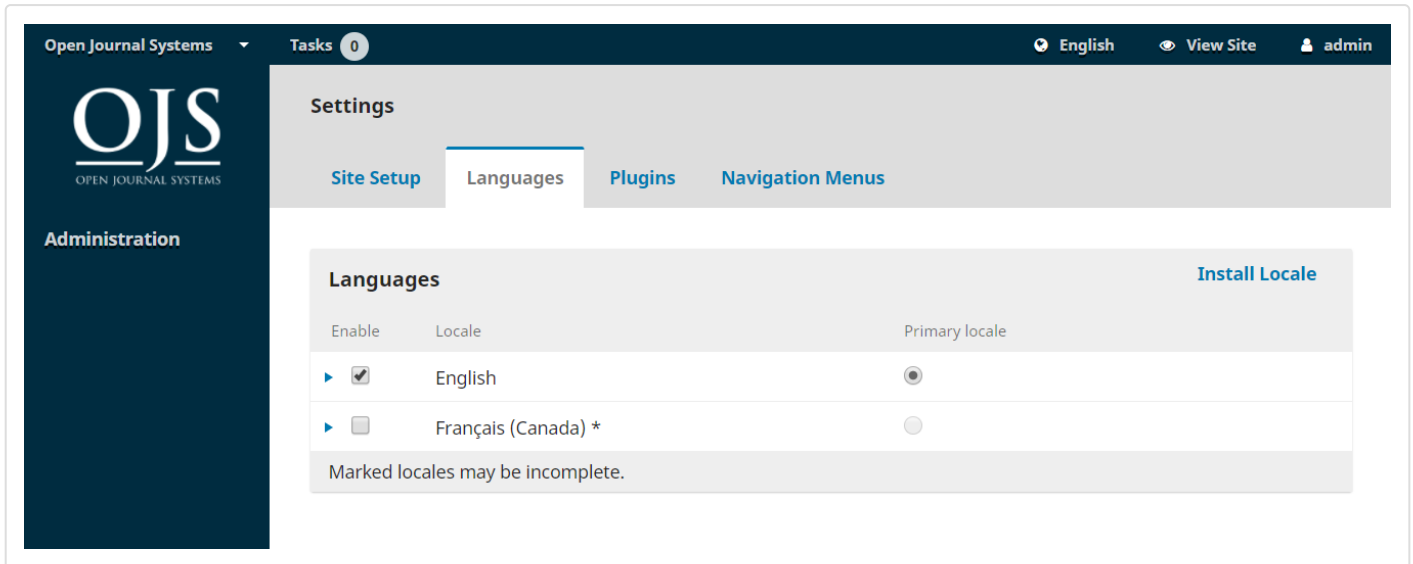 Open Journal Systems Tasks 0 English View Site admin
OJS
OPEN JOURNAL SYSTEMS
Administration
Settings
Site Setup Languages Plugins Navigation Menus
Languages Install Locale
Enable Locale Primary locale
English
Français (Canada) *
Marked locales may be incomplete.